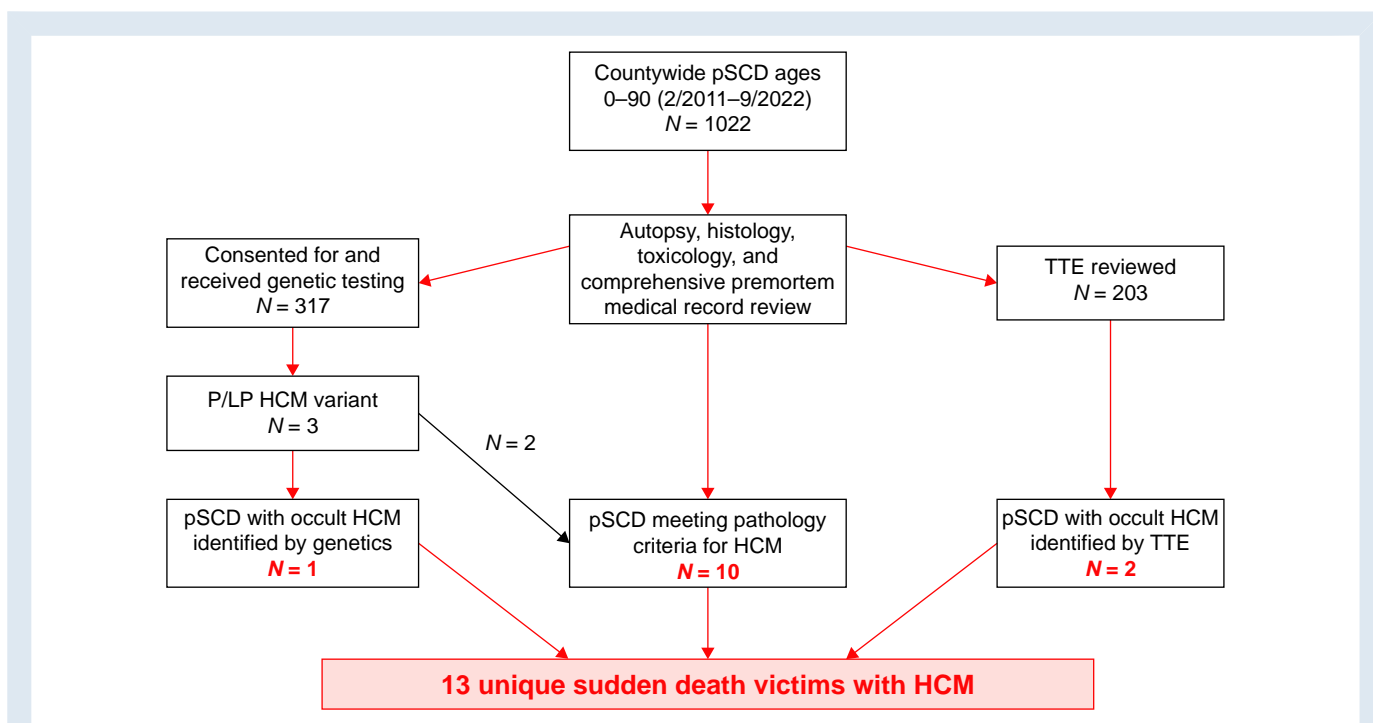 Countywide pSCD ages
0–90 (2/2011–9/2022)
N = 1022
Consented for and
received genetic testing
N = 317
Autopsy, histology,
toxicology, and
comprehensive premortem
medical record review
TTE reviewed
N = 203
P/LP HCM variant
N = 3
N = 2
pSCD with occult HCM
identified by genetics
N = 1
pSCD meeting pathology
criteria for HCM
N = 10
pSCD with occult HCM
identified by TTE
N = 2
13 unique sudden death victims with HCM